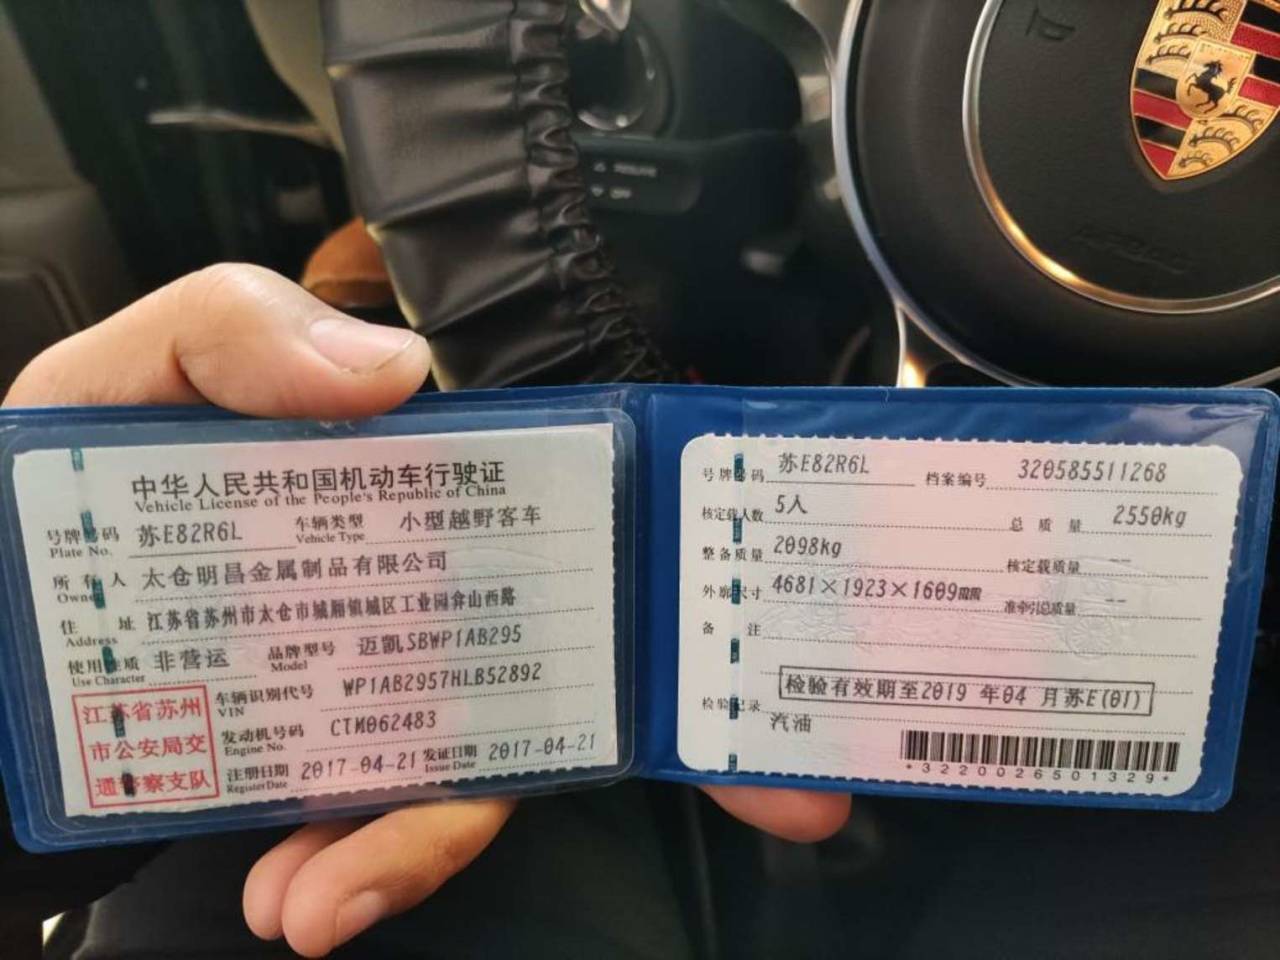 中华人民共和国机动车行驶证
Vehicle License of the People's Republic of China
号牌号码 苏E82R6L 车辆类型 小型越野客车
Plate No. Vehicle Type
所有人 太仓明昌金属制品有限公司
Owner
住址 江苏省苏州市太仓市城厢镇城区工业园弇山西路
Address
使用性质 非营运 品牌型号 迈凯SBWP1AB295
Use Character Model
江苏省苏州
市公安局交
通警察支队
车辆识别代号 WP1AB2957HLB52892
VIN
发动机号码 CTM062483
Engine No.
注册日期 2017-04-21 发证日期 2017-04-21
Register Date Issue Date
号牌号码 苏E82R6L 档案编号 320585511268
核定载人数 5人 总质量 2550kg
整备质量 2098kg 核定载质量 --
外廓尺寸 4681×1923×1609㎜ 准牵引总质量 --
备注
检验有效期至2019年04月苏E(01)
检验记录
汽油
*3220026501329*